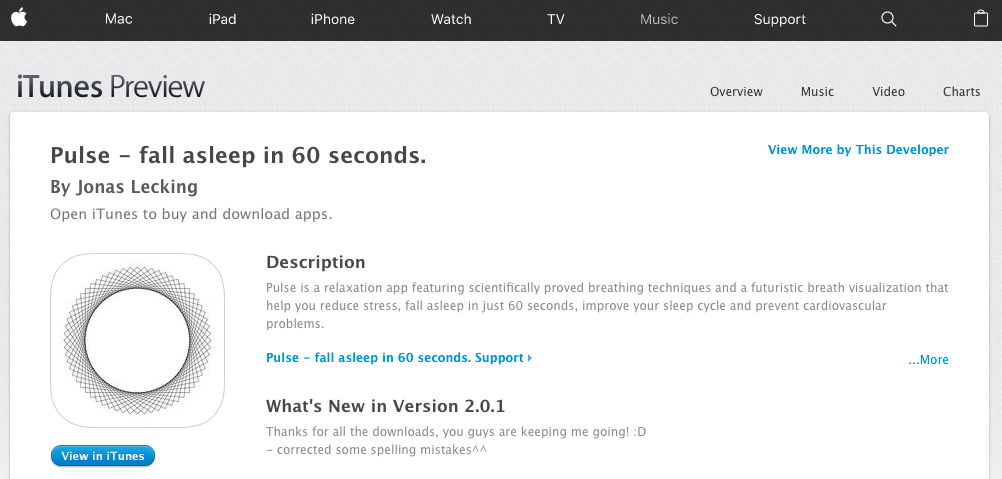 Mac iPad iPhone Watch TV Music Support
iTunes Preview
Overview Music Video Charts
Pulse – fall asleep in 60 seconds.
View More by This Developer
By Jonas Lecking
Open iTunes to buy and download apps.
Description
Pulse is a relaxation app featuring scientifically proved breathing techniques and a futuristic breath visualization that
help you reduce stress, fall asleep in just 60 seconds, improve your sleep cycle and prevent cardiovascular
problems.
Pulse – fall asleep in 60 seconds. Support
...More
What's New in Version 2.0.1
Thanks for all the downloads, you guys are keeping me going! :D
– corrected some spelling mistakes^^
View in iTunes